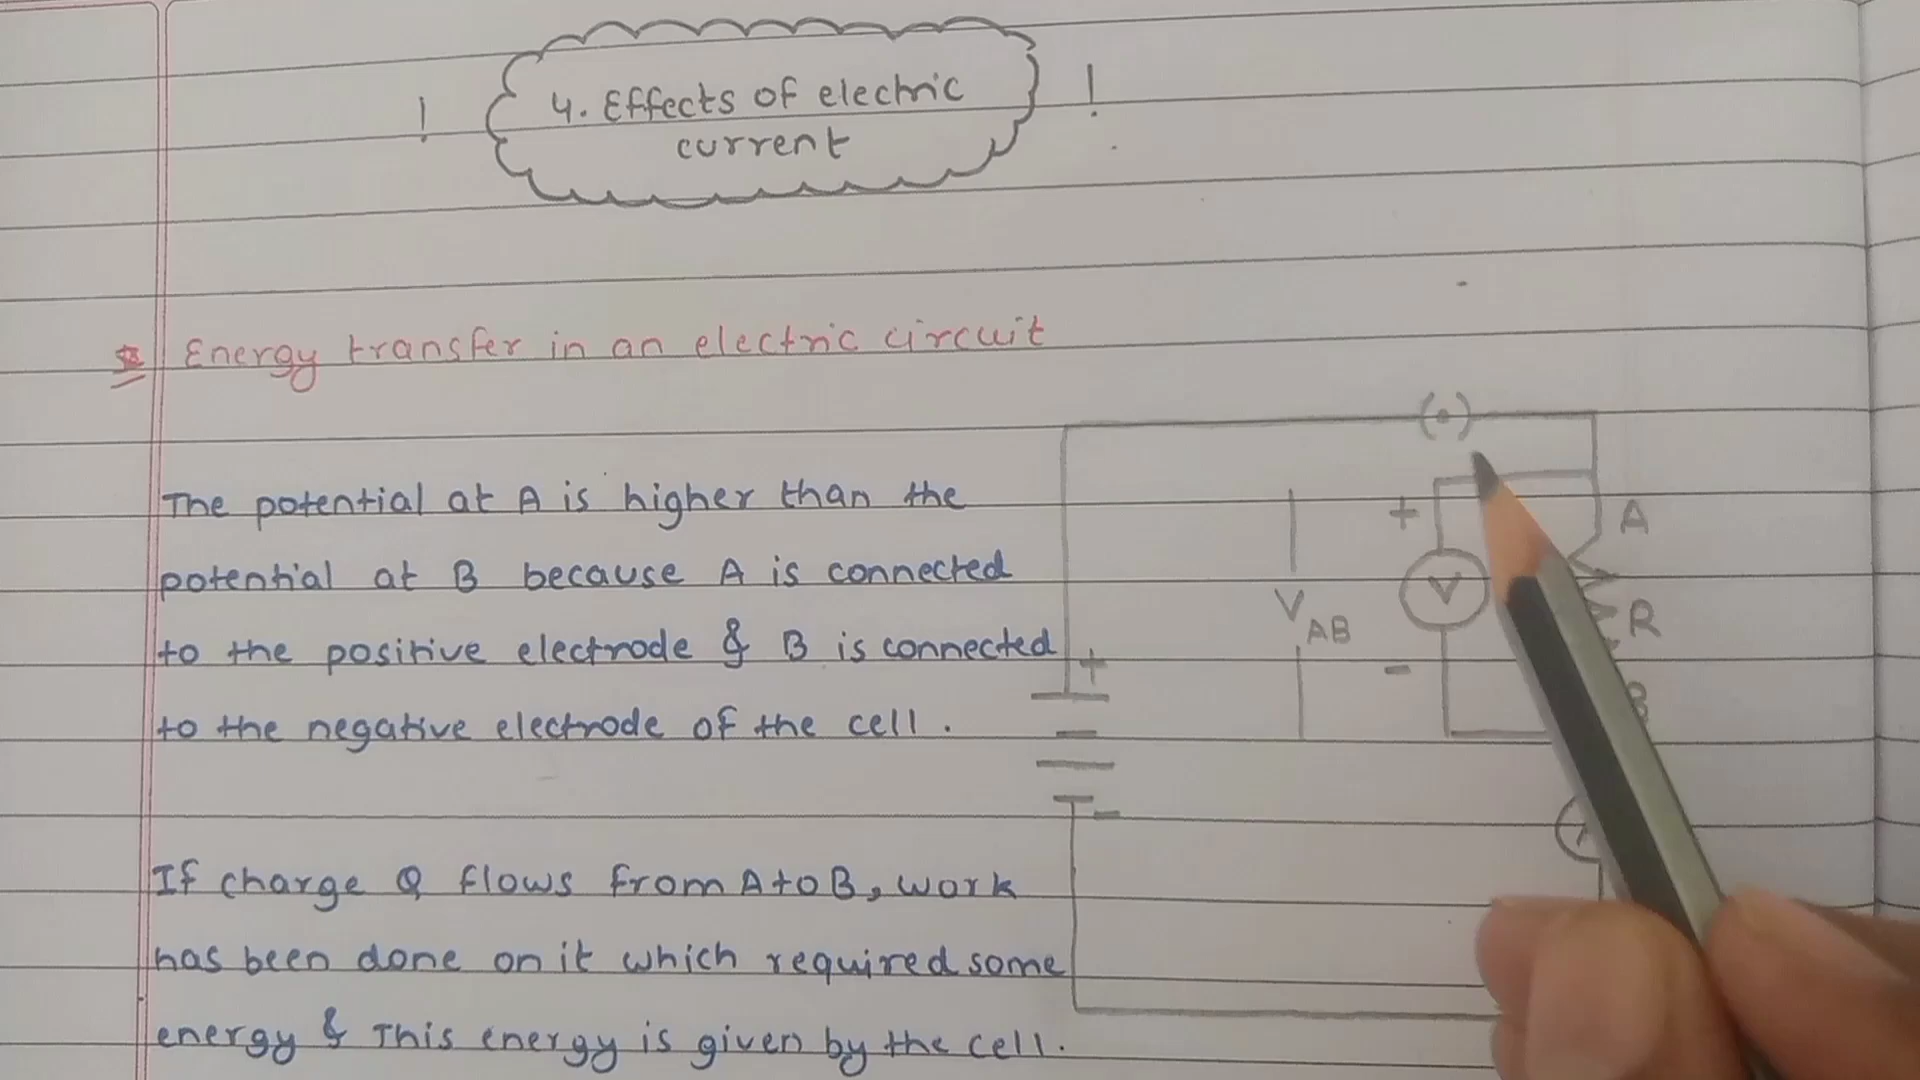 4. Effects of electric
current
! !
Energy transfer in an electric circuit
The potential at A is higher than the
potential at B because A is connected
to the positive electrode & B is connected
to the negative electrode of the cell.
If charge Q flows from A to B, work
has been done on it which required some
energy & This energy is given by the cell.
(•)
+ A
V
V AB
R
+ -
B
-
A